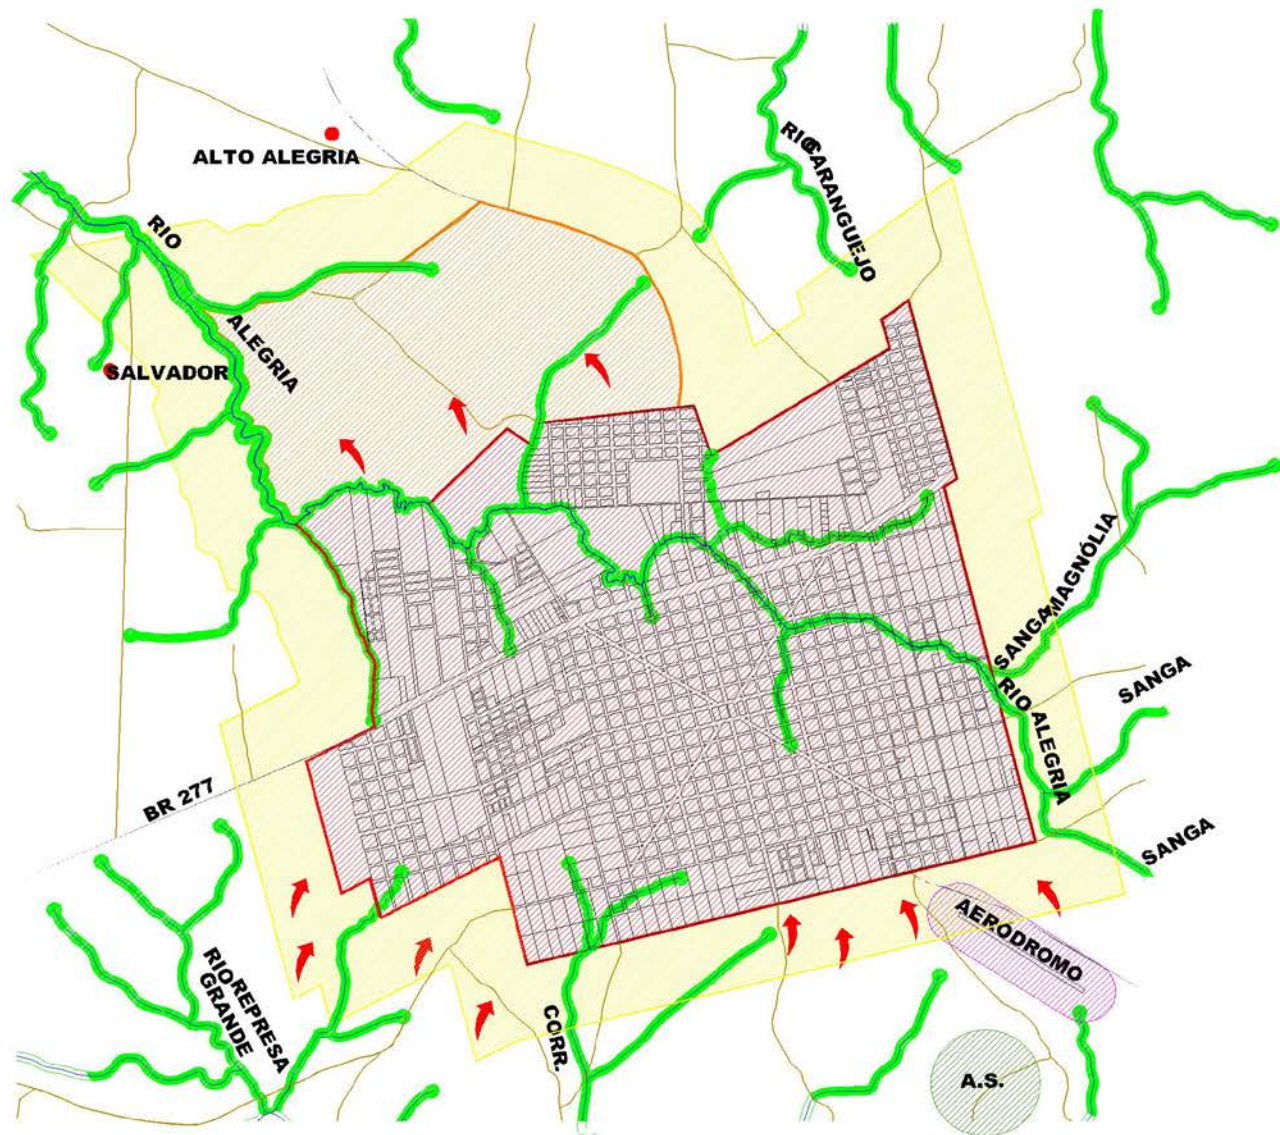 ALTO ALEGRIA
RIO
CARANGUEJO
RIO
ALEGRIA
SALVADOR
SANGA MAGNÓLIA
SANGA
RIO ALEGRIA
BR 277
SANGA
AERÓDROMO
RIO REPRESA
GRANDE
CORR.
A.S.